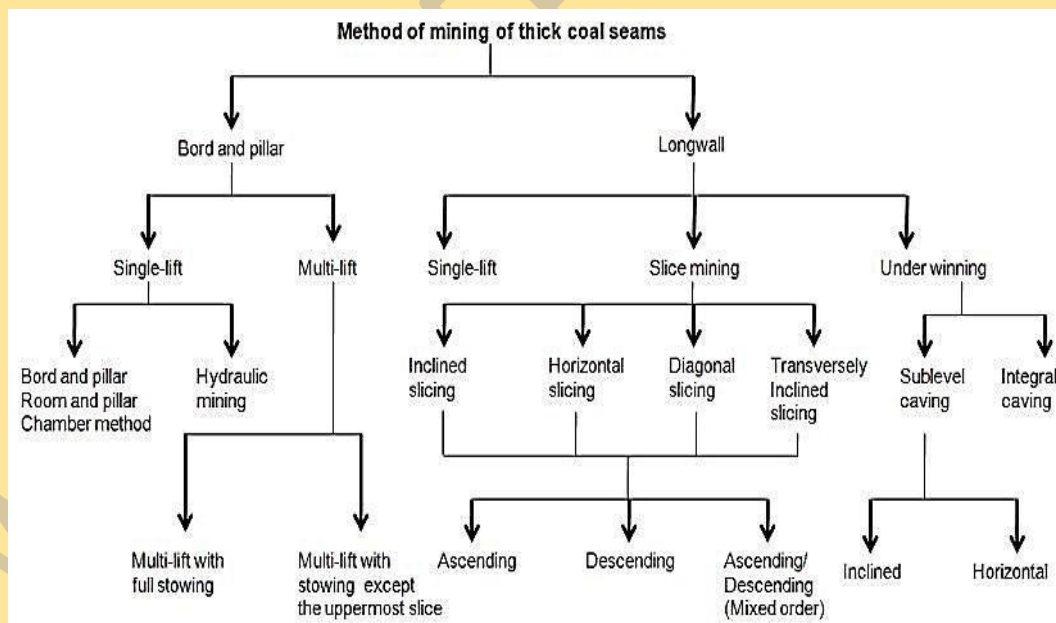 Method of mining of thick coal seams
Bord and pillar
Longwall
Single-lift
Multi-lift
Single-lift
Slice mining
Under winning
Bord and pillar
Room and pillar
Chamber method
Hydraulic
mining
Inclined
slicing
Horizontal
slicing
Diagonal
slicing
Transversely
Inclined
slicing
Sublevel
caving
Integral
caving
Multi-lift with
full stowing
Multi-lift with
stowing except
the uppermost slice
Ascending
Descending
Ascending/
Descending
(Mixed order)
Inclined
Horizontal